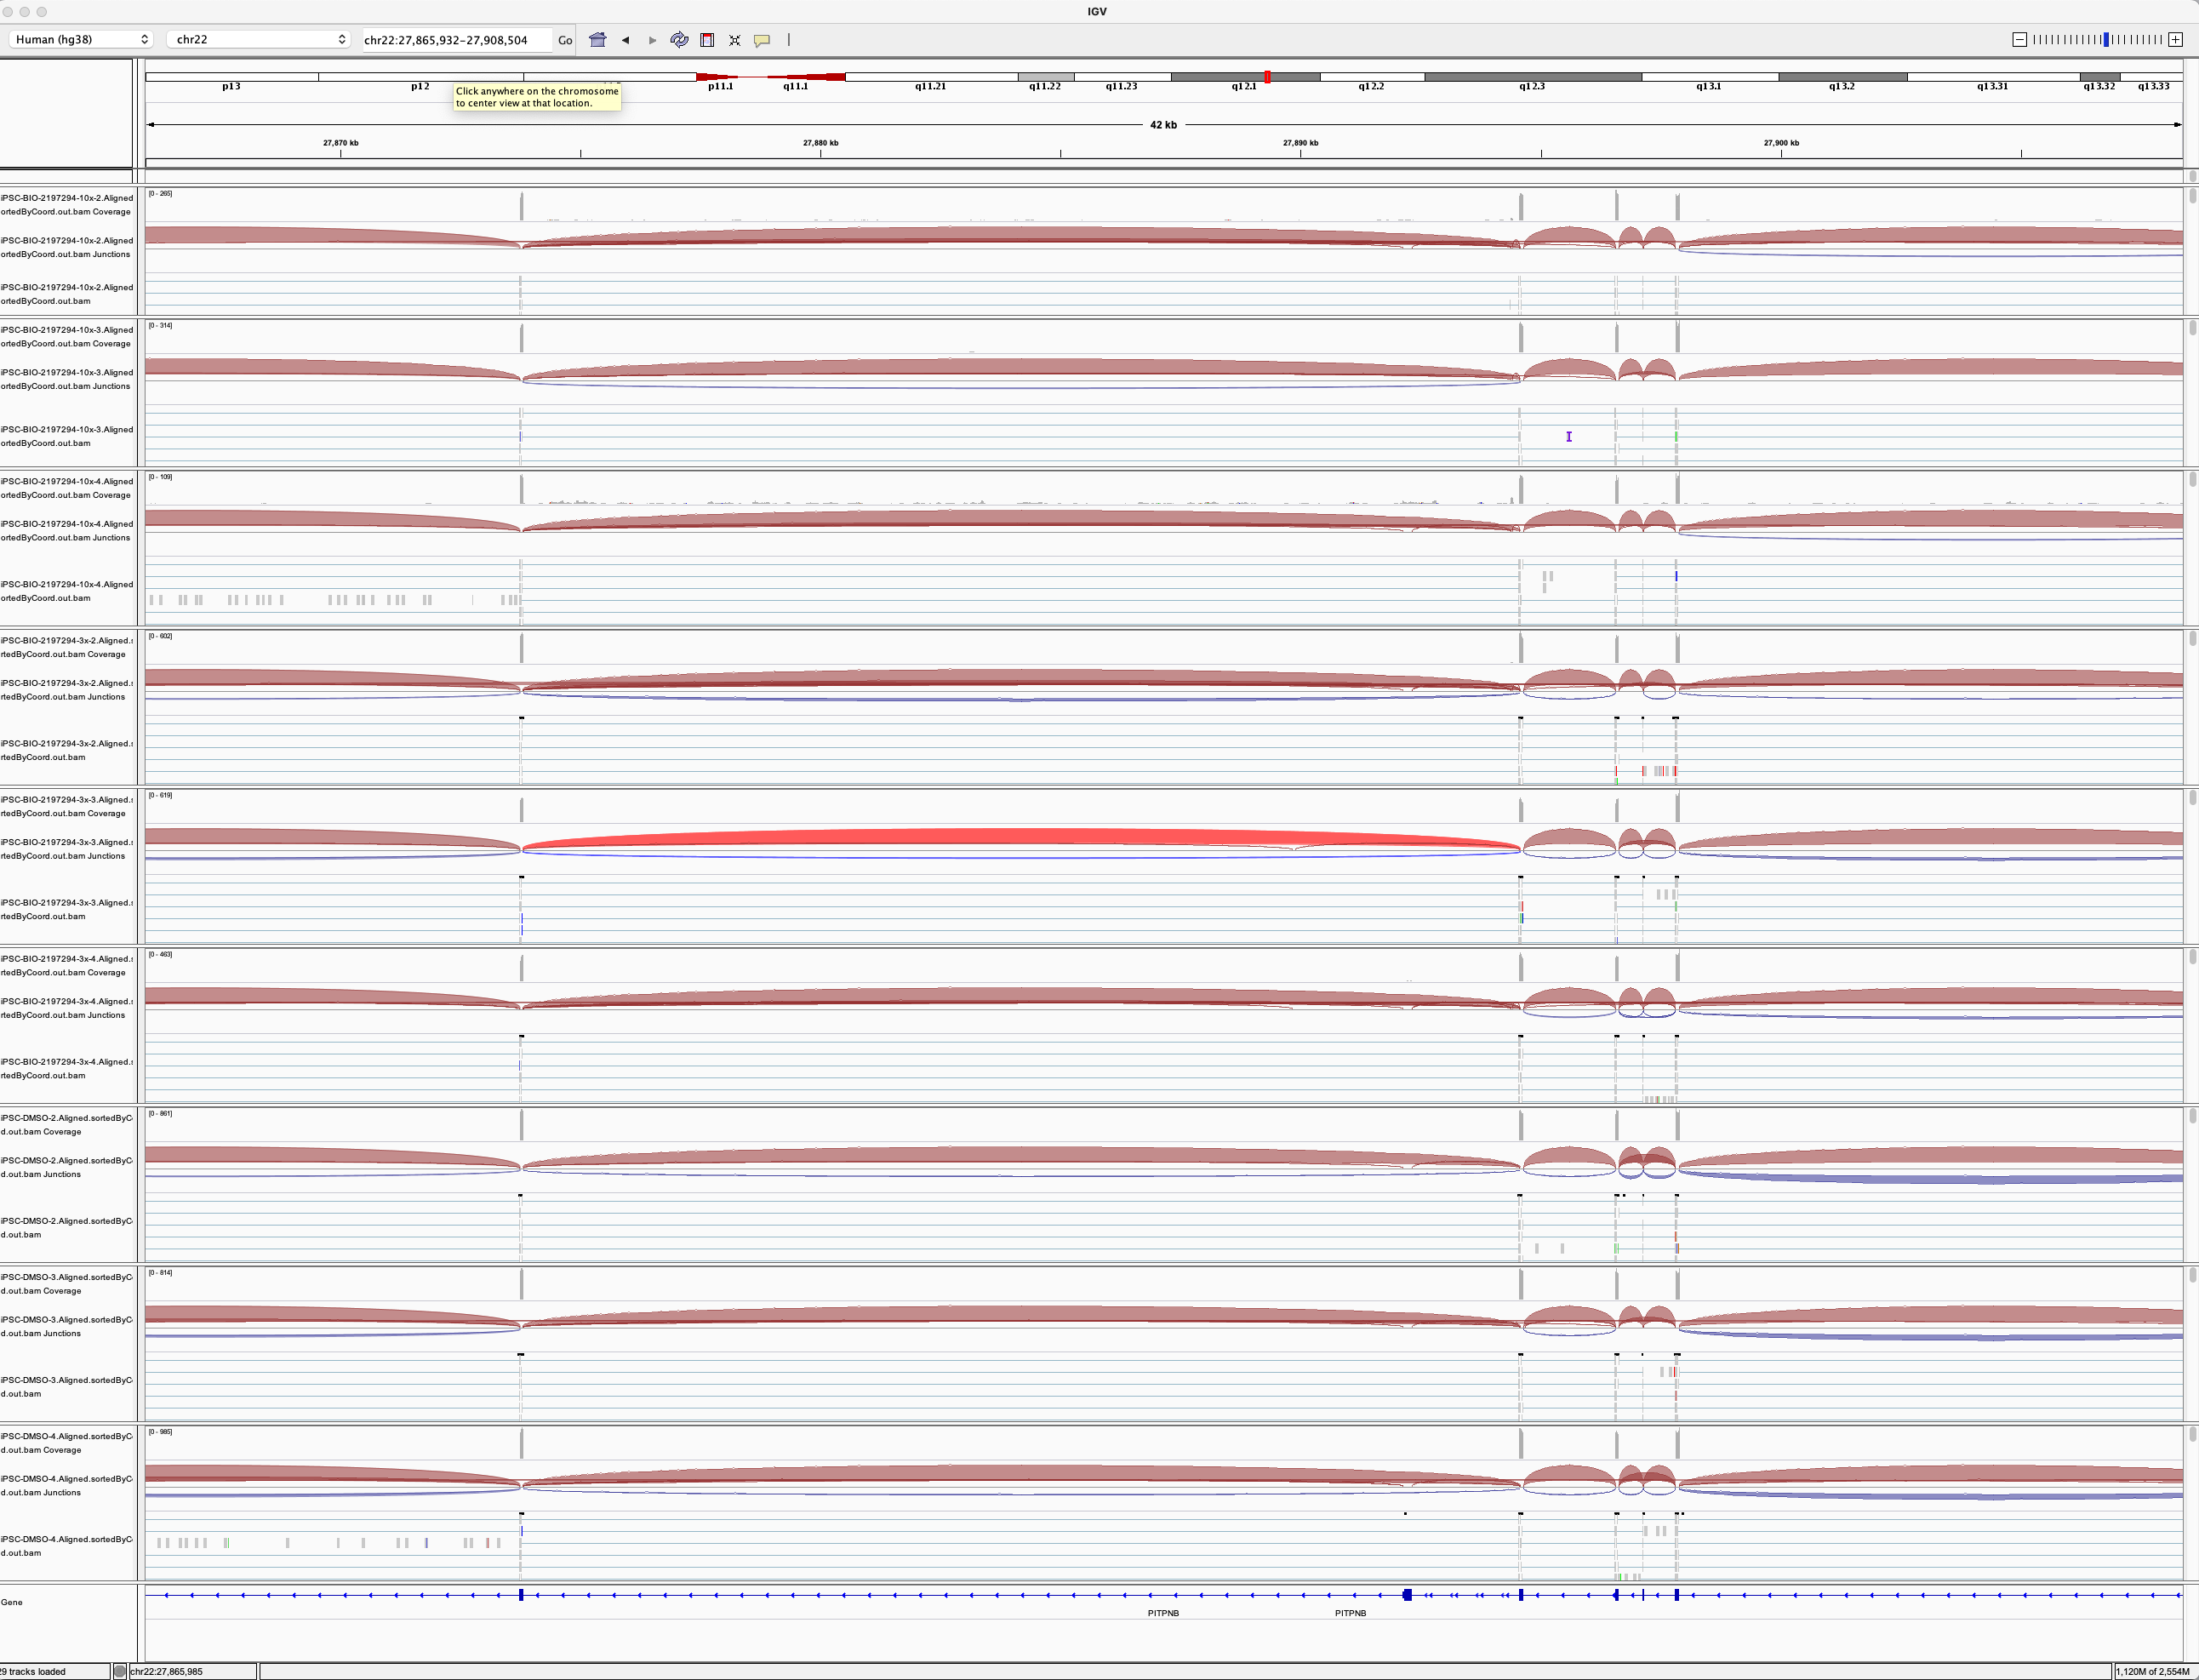 IGV
Human (hg38) chr22 chr22:27,865,932-27,908,504 Go
p13 p12 p11.1 q11.1 q11.21 q11.22 q11.23 q12.1 q12.2 q12.3 q13.1 q13.2 q13.31 q13.32 q13.33
Click anywhere on the chromosome
to center view at that location.
42 kb
27,870 kb 27,880 kb 27,890 kb 27,900 kb
iPSC-BIO-2197294-10x-2.Aligned [0 - 265]
ortedByCoord.out.bam Coverage
iPSC-BIO-2197294-10x-2.Aligned
ortedByCoord.out.bam Junctions
iPSC-BIO-2197294-10x-2.Aligned
ortedByCoord.out.bam
iPSC-BIO-2197294-10x-3.Aligned [0 - 314]
ortedByCoord.out.bam Coverage
iPSC-BIO-2197294-10x-3.Aligned
ortedByCoord.out.bam Junctions
iPSC-BIO-2197294-10x-3.Aligned
ortedByCoord.out.bam
iPSC-BIO-2197294-10x-4.Aligned [0 - 109]
ortedByCoord.out.bam Coverage
iPSC-BIO-2197294-10x-4.Aligned
ortedByCoord.out.bam Junctions
iPSC-BIO-2197294-10x-4.Aligned
ortedByCoord.out.bam
iPSC-BIO-2197294-3x-2.Aligned.s [0 - 602]
rtedByCoord.out.bam Coverage
iPSC-BIO-2197294-3x-2.Aligned.s
rtedByCoord.out.bam Junctions
iPSC-BIO-2197294-3x-2.Aligned.s
rtedByCoord.out.bam
iPSC-BIO-2197294-3x-3.Aligned.s [0 - 619]
rtedByCoord.out.bam Coverage
iPSC-BIO-2197294-3x-3.Aligned.s
rtedByCoord.out.bam Junctions
iPSC-BIO-2197294-3x-3.Aligned.s
rtedByCoord.out.bam
iPSC-BIO-2197294-3x-4.Aligned.s [0 - 463]
rtedByCoord.out.bam Coverage
iPSC-BIO-2197294-3x-4.Aligned.s
rtedByCoord.out.bam Junctions
iPSC-BIO-2197294-3x-4.Aligned.s
rtedByCoord.out.bam
iPSC-DMSO-2.Aligned.sortedByC [0 - 861]
d.out.bam Coverage
iPSC-DMSO-2.Aligned.sortedByC
d.out.bam Junctions
iPSC-DMSO-2.Aligned.sortedByC
d.out.bam
iPSC-DMSO-3.Aligned.sortedByC [0 - 814]
d.out.bam Coverage
iPSC-DMSO-3.Aligned.sortedByC
d.out.bam Junctions
iPSC-DMSO-3.Aligned.sortedByC
d.out.bam
iPSC-DMSO-4.Aligned.sortedByC [0 - 985]
d.out.bam Coverage
iPSC-DMSO-4.Aligned.sortedByC
d.out.bam Junctions
iPSC-DMSO-4.Aligned.sortedByC
d.out.bam
Gene
PITPNB PITPNB
29 tracks loaded chr22:27,865,985 1,120M of 2,554M